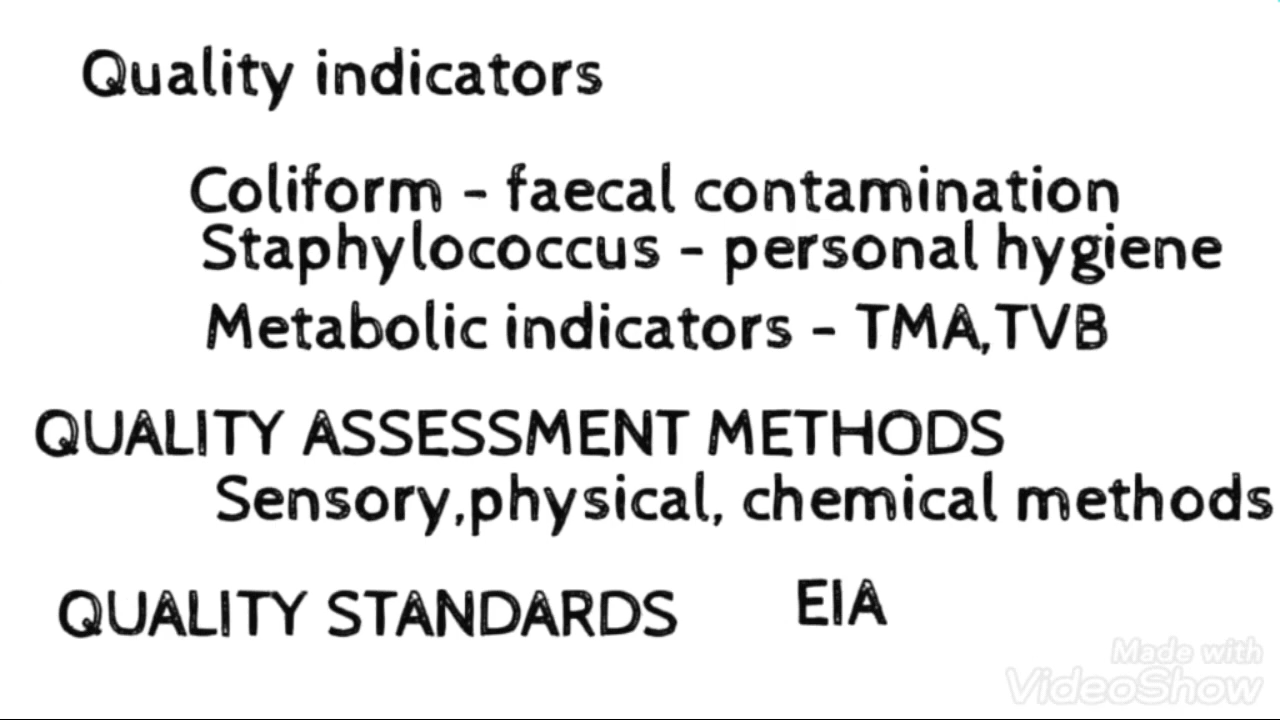 Quality indicators
Coliform - faecal contamination
Staphylococcus - personal hygiene
Metabolic indicators - TMA,TVB
QUALITY ASSESSMENT METHODS
Sensory,physical, chemical methods
QUALITY STANDARDS EIA
Made with
VideoShow